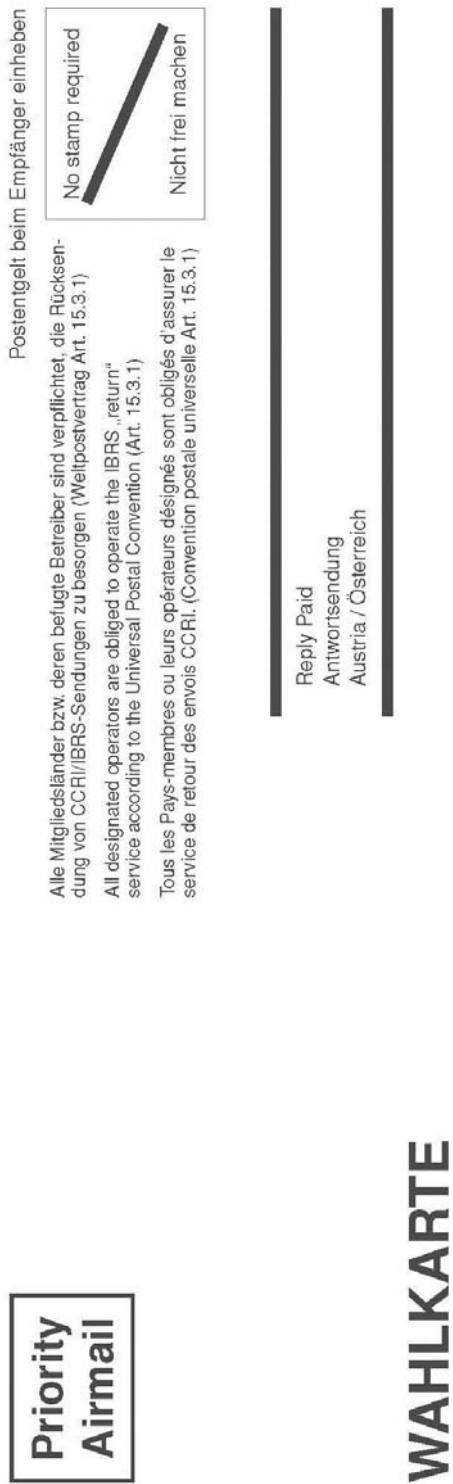 Postentgelt beim Empfänger einheben
Priority
Airmail
No stamp required
Nicht frei machen
Alle Mitgliedsländer bzw. deren befugte Betreiber sind verpflichtet, die Rücksen-
dung von CCRI/IBRS-Sendungen zu besorgen (Weltpostvertrag Art. 15.3.1)
All designated operators are obliged to operate the IBRS „return“
service according to the Universal Postal Convention (Art. 15.3.1)
Tous les Pays-membres ou leurs opérateurs désignés sont obligés d'assurer le
service de retour des envois CCRI. (Convention postale universelle Art. 15.3.1)
Reply Paid
Antwortsendung
Austria / Österreich
WAHLKARTE